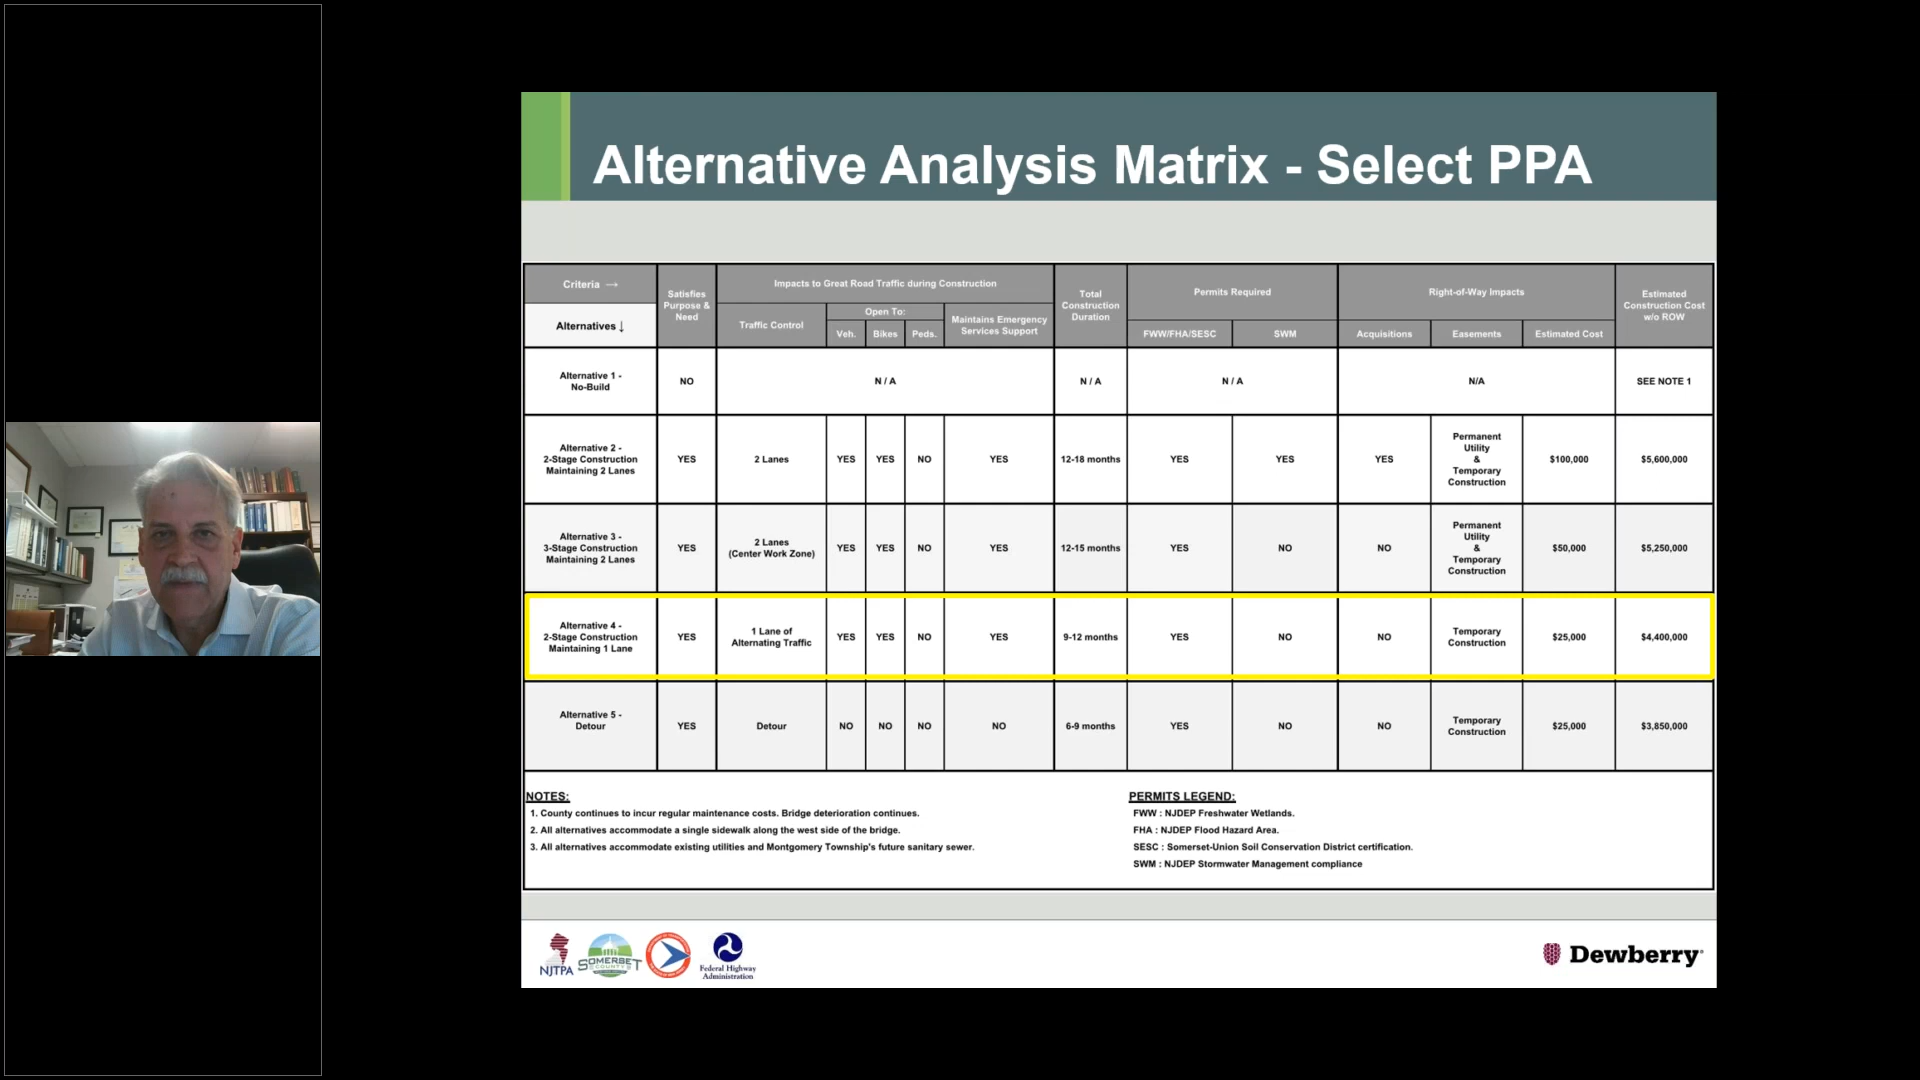 Alternative Analysis Matrix - Select PPA
Criteria →
Alternatives ↓
Satisfies
Purpose &
Need
Impacts to Great Road Traffic during Construction
Traffic Control
Open To:
Veh.
Bikes
Peds.
Maintains Emergency
Services Support
Total
Construction
Duration
Permits Required
FWW/FHA/SESC
SWM
Right-of-Way Impacts
Acquisitions
Easements
Estimated Cost
Estimated
Construction Cost
w/o ROW
Alternative 1 -
No-Build
NO
N / A
N / A
N / A
N/A
SEE NOTE 1
Alternative 2 -
2-Stage Construction
Maintaining 2 Lanes
YES
2 Lanes
YES
YES
NO
YES
12-18 months
YES
YES
YES
Permanent
Utility
&
Temporary
Construction
$100,000
$5,600,000
Alternative 3 -
3-Stage Construction
Maintaining 2 Lanes
YES
2 Lanes
(Center Work Zone)
YES
YES
NO
YES
12-15 months
YES
NO
NO
Permanent
Utility
&
Temporary
Construction
$50,000
$5,250,000
Alternative 4 -
2-Stage Construction
Maintaining 1 Lane
YES
1 Lane of
Alternating Traffic
YES
YES
NO
YES
9-12 months
YES
NO
NO
Temporary
Construction
$25,000
$4,400,000
Alternative 5 -
Detour
YES
Detour
NO
NO
NO
NO
6-9 months
YES
NO
NO
Temporary
Construction
$25,000
$3,850,000
NOTES:
1. County continues to incur regular maintenance costs. Bridge deterioration continues.
2. All alternatives accommodate a single sidewalk along the west side of the bridge.
3. All alternatives accommodate existing utilities and Montgomery Township's future sanitary sewer.
PERMITS LEGEND:
FWW : NJDEP Freshwater Wetlands.
FHA : NJDEP Flood Hazard Area.
SESC : Somerset-Union Soil Conservation District certification.
SWM : NJDEP Stormwater Management compliance
NJTPA
SOMERSET
COUNTY
Federal Highway
Administration
Dewberry